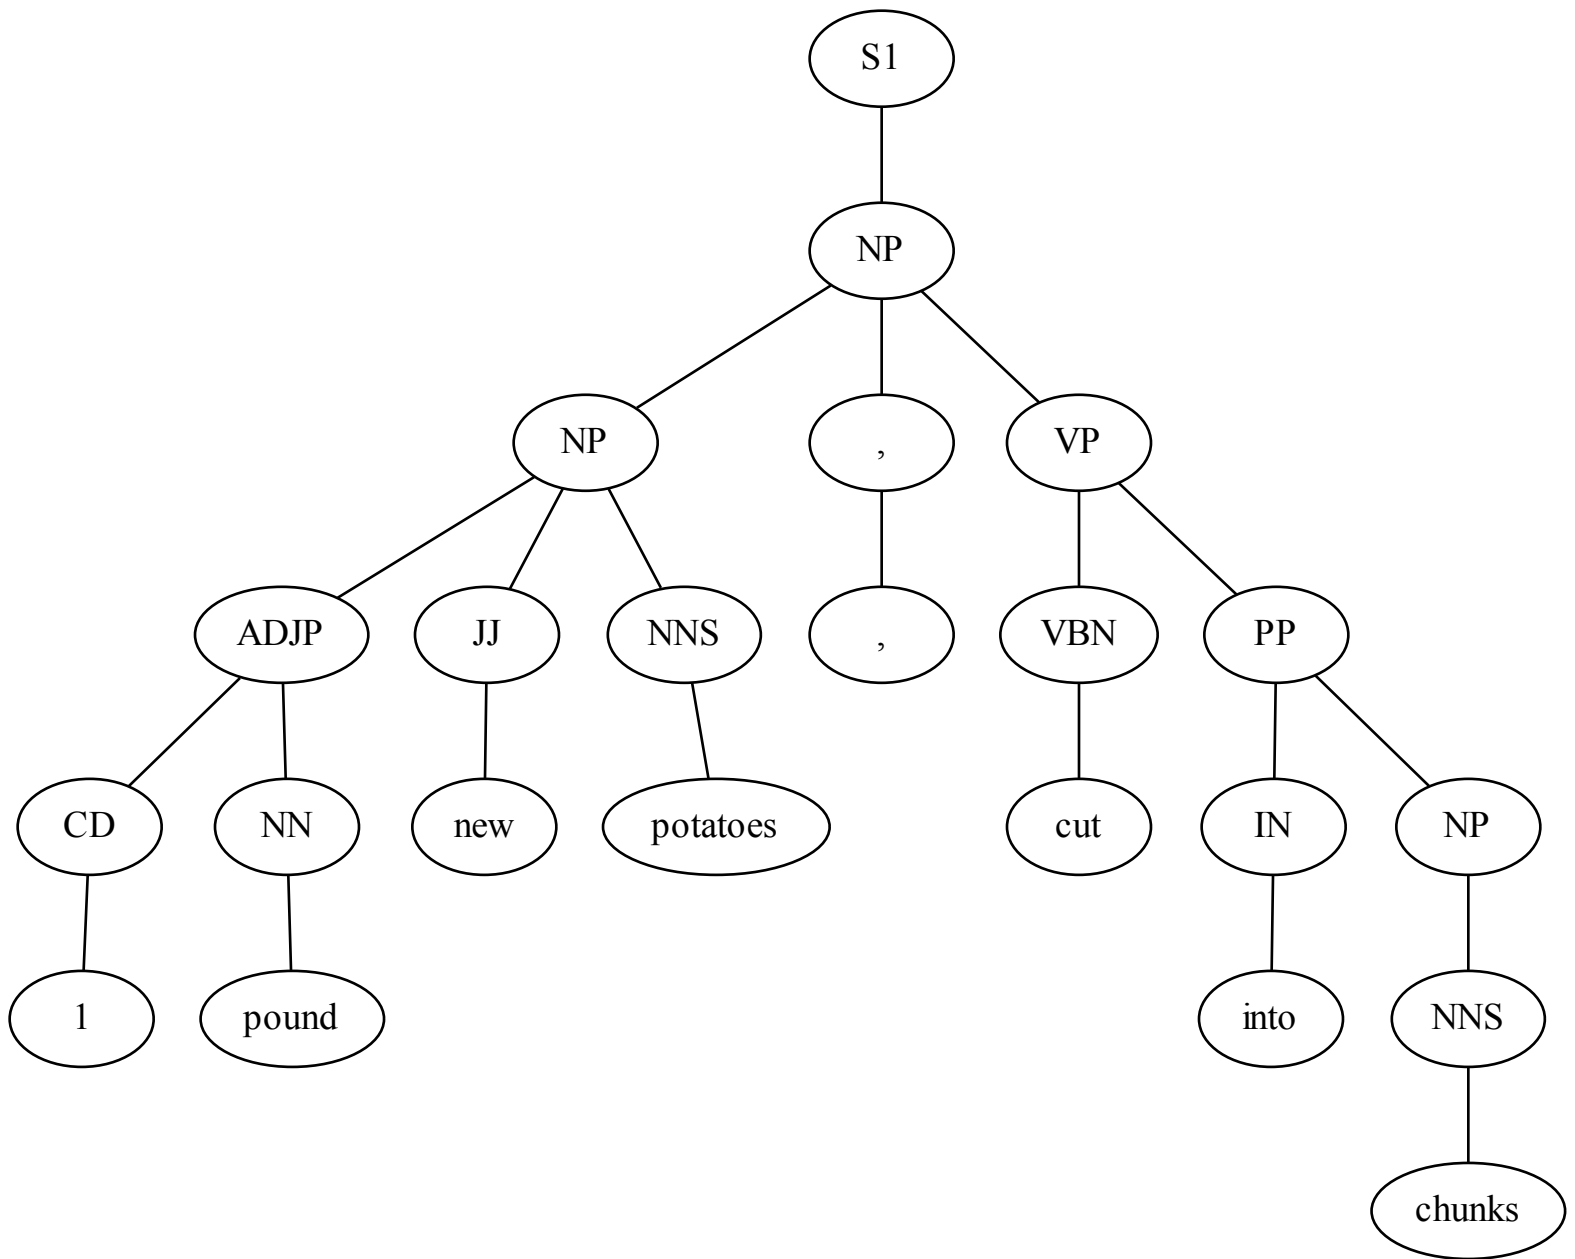 S1
NP
NP , VP
ADJP JJ NNS , VBN PP
CD NN new potatoes cut IN NP
1 pound into NNS
chunks